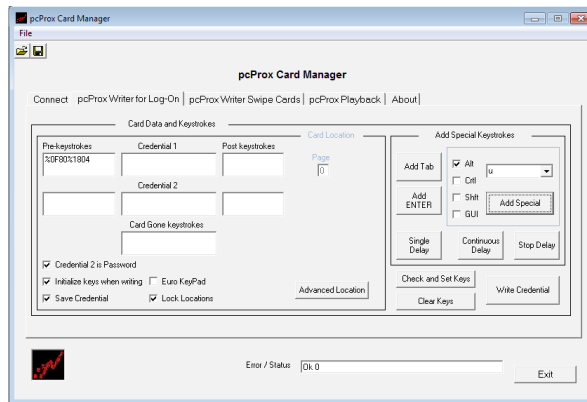 pcProx Card Manager
File
pcProx Card Manager
Connect pcProx Writer for Log-On pcProx Writer Swipe Cards pcProx Playback About
Card Data and Keystrokes
Card Location
Add Special Keystrokes
Pre-keystrokes Credential 1 Post keystrokes
%0F80%1804
Page
0
Add Tab
Alt
u
Crtl
Credential 2
Add ENTER
Shft
Add Special
GUI
Card Gone keystrokes
Single Delay
Continuous Delay
Stop Delay
Credential 2 is Password
Initialize keys when writing Euro KeyPad
Save Credential Lock Locations
Advanced Location
Check and Set Keys
Clear Keys
Write Credential
Error / Status Ok 0
Exit